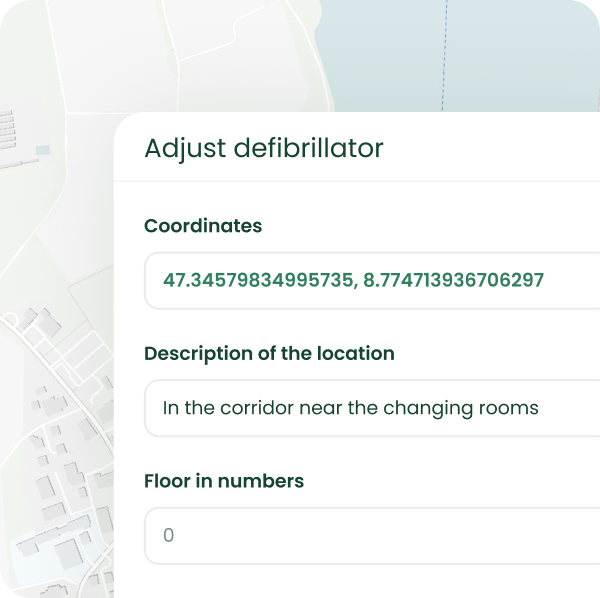 Adjust defibrillator
Coordinates
47.34579834995735, 8.774713936706297
Description of the location
In the corridor near the changing rooms
Floor in numbers
0